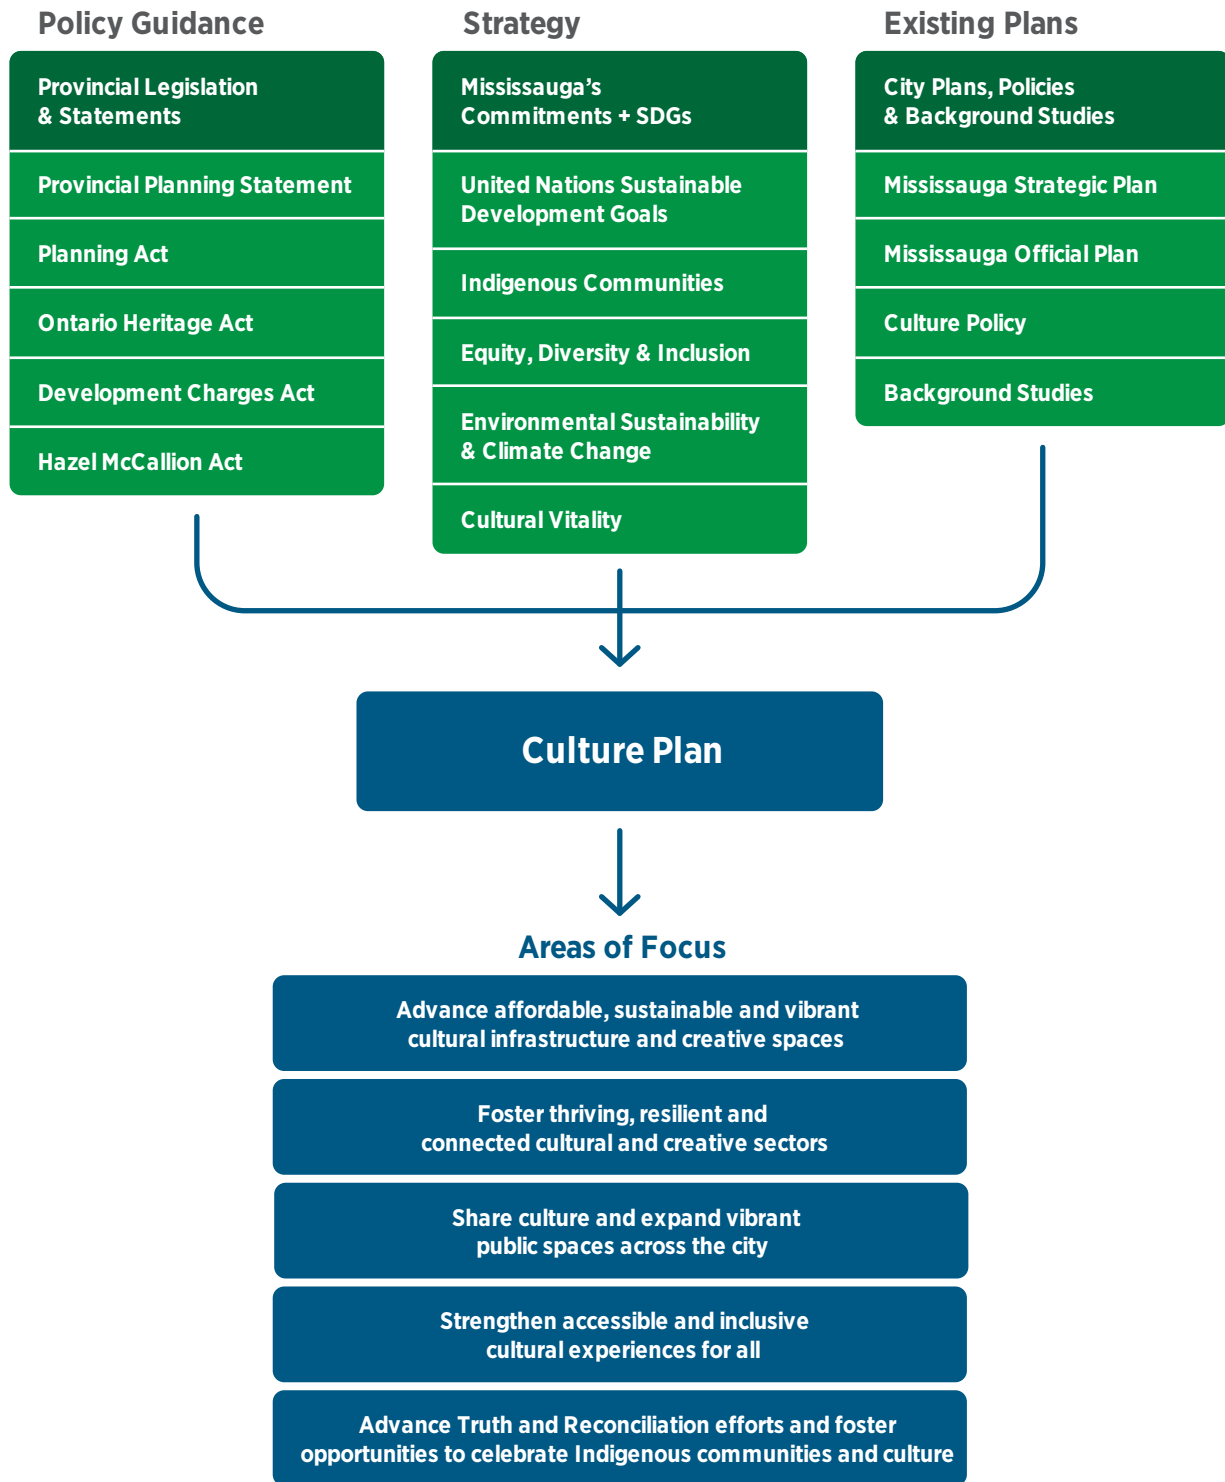 Policy Guidance
Provincial Legislation
& Statements
Provincial Planning Statement
Planning Act
Ontario Heritage Act
Development Charges Act
Hazel McCallion Act
Strategy
Mississauga’s
Commitments + SDGs
United Nations Sustainable
Development Goals
Indigenous Communities
Equity, Diversity & Inclusion
Environmental Sustainability
& Climate Change
Cultural Vitality
Existing Plans
City Plans, Policies
& Background Studies
Mississauga Strategic Plan
Mississauga Official Plan
Culture Policy
Background Studies
Culture Plan
Areas of Focus
Advance affordable, sustainable and vibrant
cultural infrastructure and creative spaces
Foster thriving, resilient and
connected cultural and creative sectors
Share culture and expand vibrant
public spaces across the city
Strengthen accessible and inclusive
cultural experiences for all
Advance Truth and Reconciliation efforts and foster
opportunities to celebrate Indigenous communities and culture